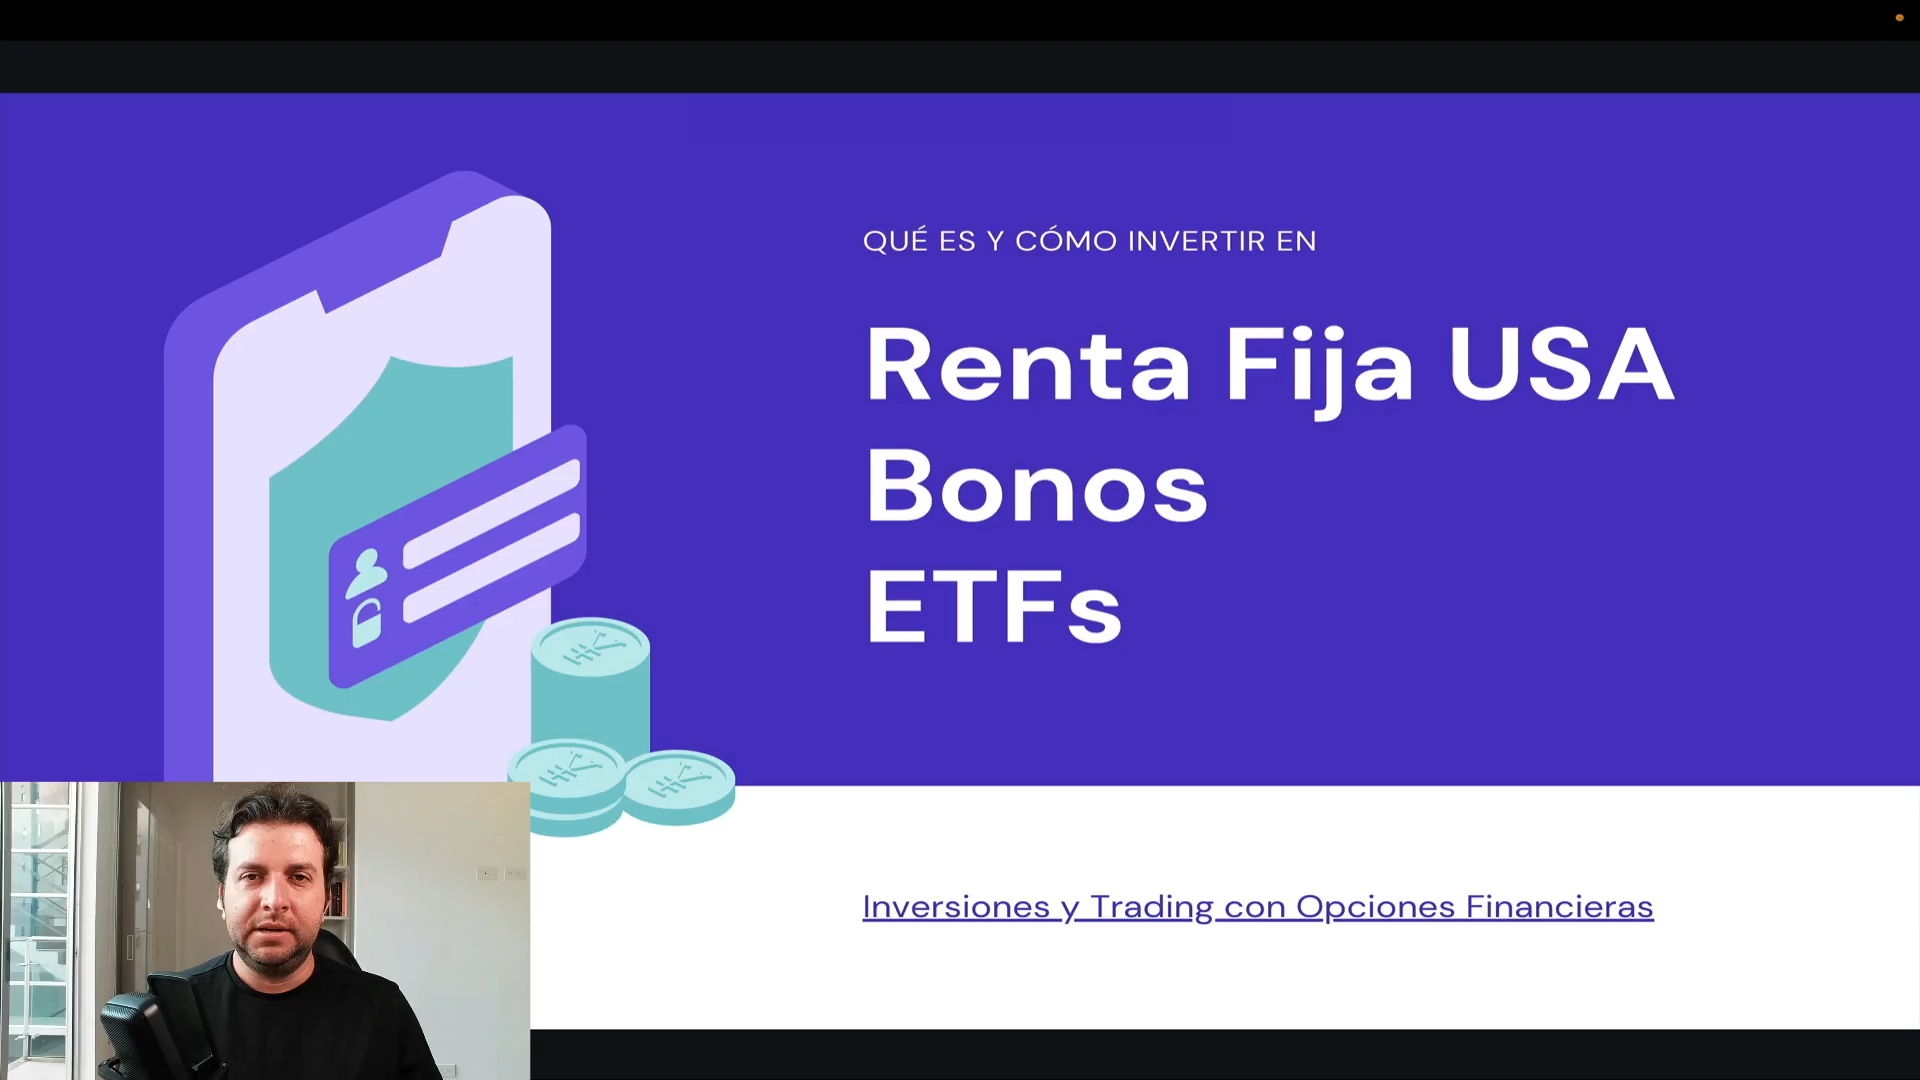 QUÉ ES Y CÓMO INVERTIR EN
Renta Fija USA
Bonos
ETFs
Inversiones y Trading con Opciones Financieras